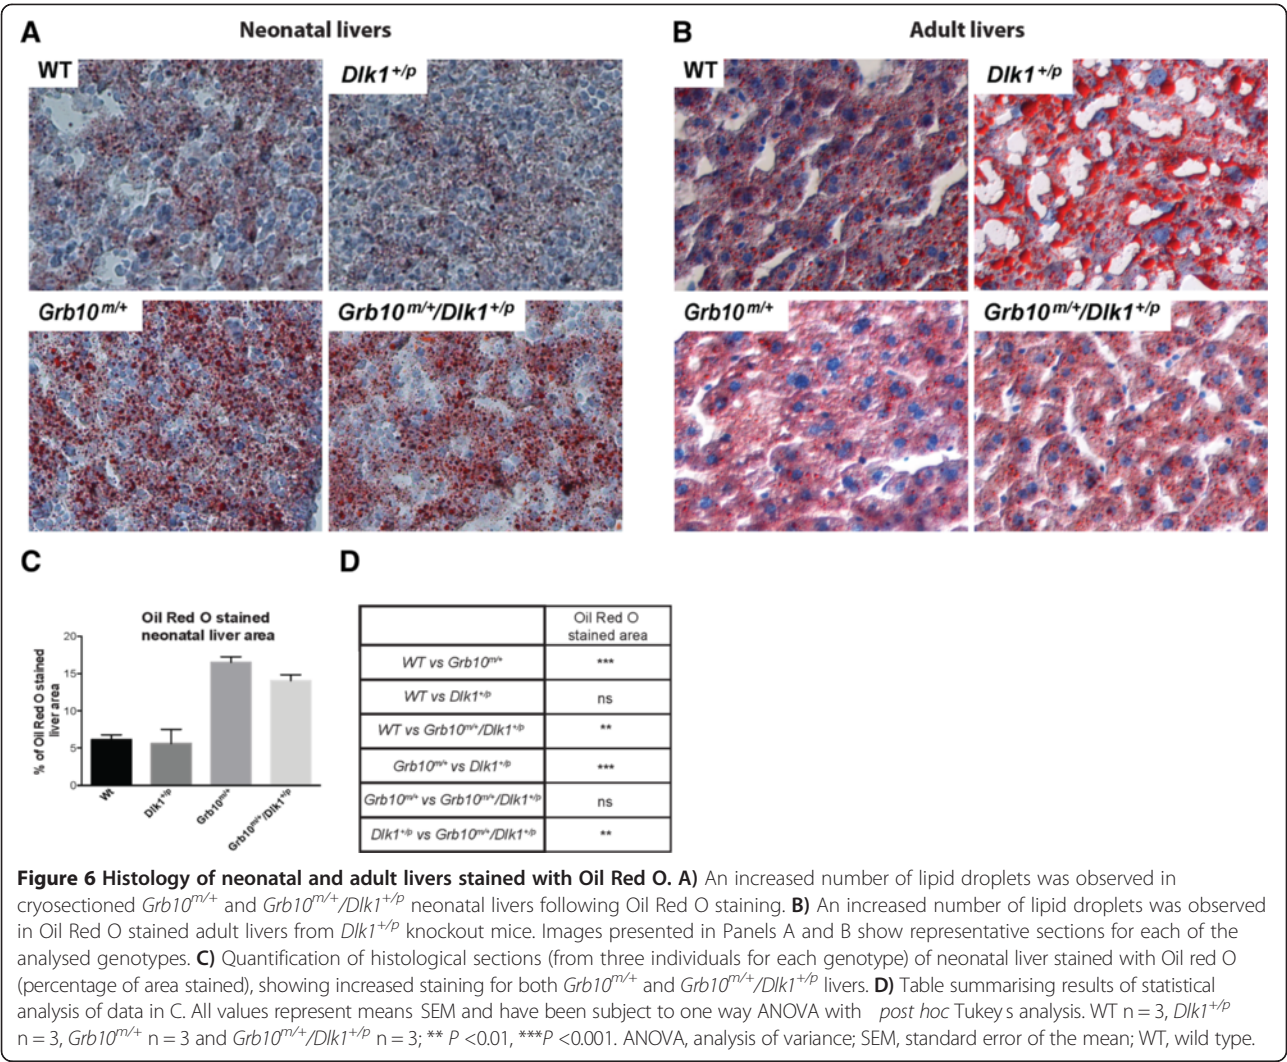 A Neonatal livers
WT
Dlk1+/p
Grb10m/+
Grb10m/+/Dlk1+/p
B Adult livers
WT
Dlk1+/p
Grb10m/+
Grb10m/+/Dlk1+/p
C
Oil Red O stained
neonatal liver area
% of Oil Red O stained
liver area
20
15
10
5
0
Wt
Dlk1+/p
Grb10m/+
Grb10m/+/Dlk1+/p
D
Oil Red O
stained area
WT vs Grb10m/+ ***
WT vs Dlk1+/p ns
WT vs Grb10m/+/Dlk1+/p **
Grb10m/+ vs Dlk1+/p ***
Grb10m/+ vs Grb10m/+/Dlk1+/p ns
Dlk1+/p vs Grb10m/+/Dlk1+/p **
Figure 6 Histology of neonatal and adult livers stained with Oil Red O. A) An increased number of lipid droplets was observed in
cryosectioned Grb10m/+ and Grb10m/+/Dlk1+/p neonatal livers following Oil Red O staining. B) An increased number of lipid droplets was observed
in Oil Red O stained adult livers from Dlk1+/p knockout mice. Images presented in Panels A and B show representative sections for each of the
analysed genotypes. C) Quantification of histological sections (from three individuals for each genotype) of neonatal liver stained with Oil red O
(percentage of area stained), showing increased staining for both Grb10m/+ and Grb10m/+/Dlk1+/p livers. D) Table summarising results of statistical
analysis of data in C. All values represent means SEM and have been subject to one way ANOVA with post hoc Tukey s analysis. WT n = 3, Dlk1+/p
n = 3, Grb10m/+ n = 3 and Grb10m/+/Dlk1+/p n = 3; ** P <0.01, ***P <0.001. ANOVA, analysis of variance; SEM, standard error of the mean; WT, wild type.